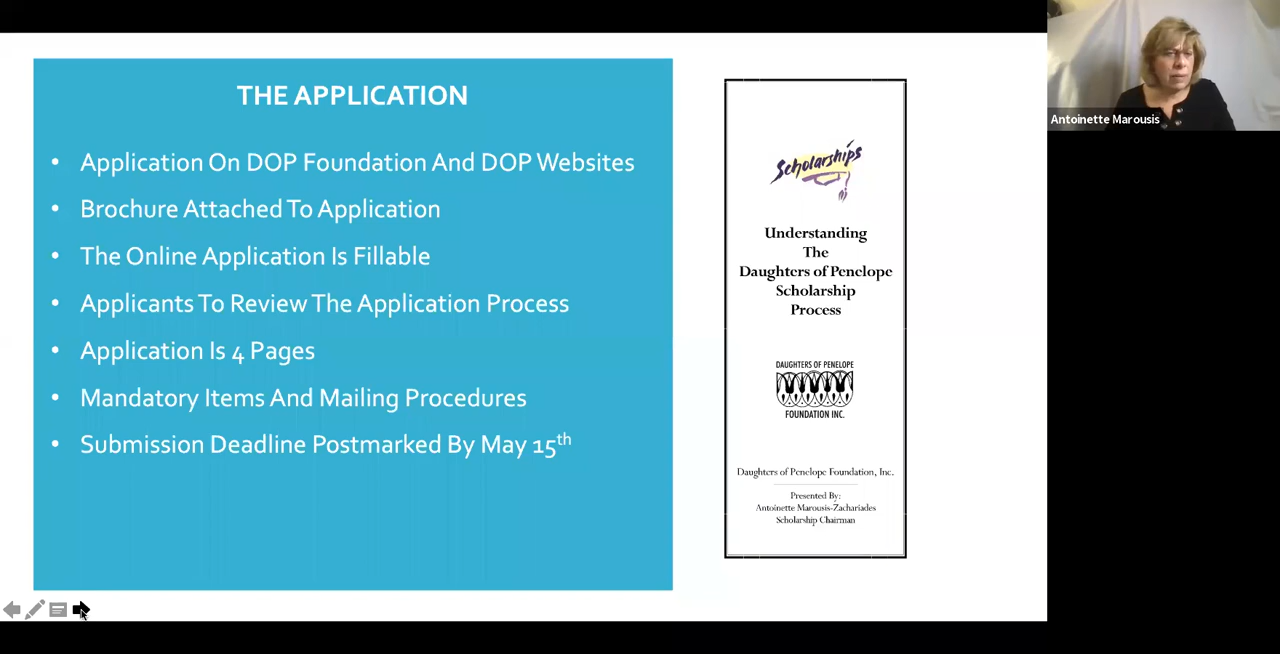 THE APPLICATION
• Application On DOP Foundation And DOP Websites
• Brochure Attached To Application
• The Online Application Is Fillable
• Applicants To Review The Application Process
• Application Is 4 Pages
• Mandatory Items And Mailing Procedures
• Submission Deadline Postmarked By May 15th
Scholarships
Understanding
The
Daughters of Penelope
Scholarship
Process
DAUGHTERS OF PENELOPE
FOUNDATION INC.
Daughters of Penelope Foundation, Inc.
Presented By:
Antoinette Marousis-Zachariades
Scholarship Chairman
Antoinette Marousis